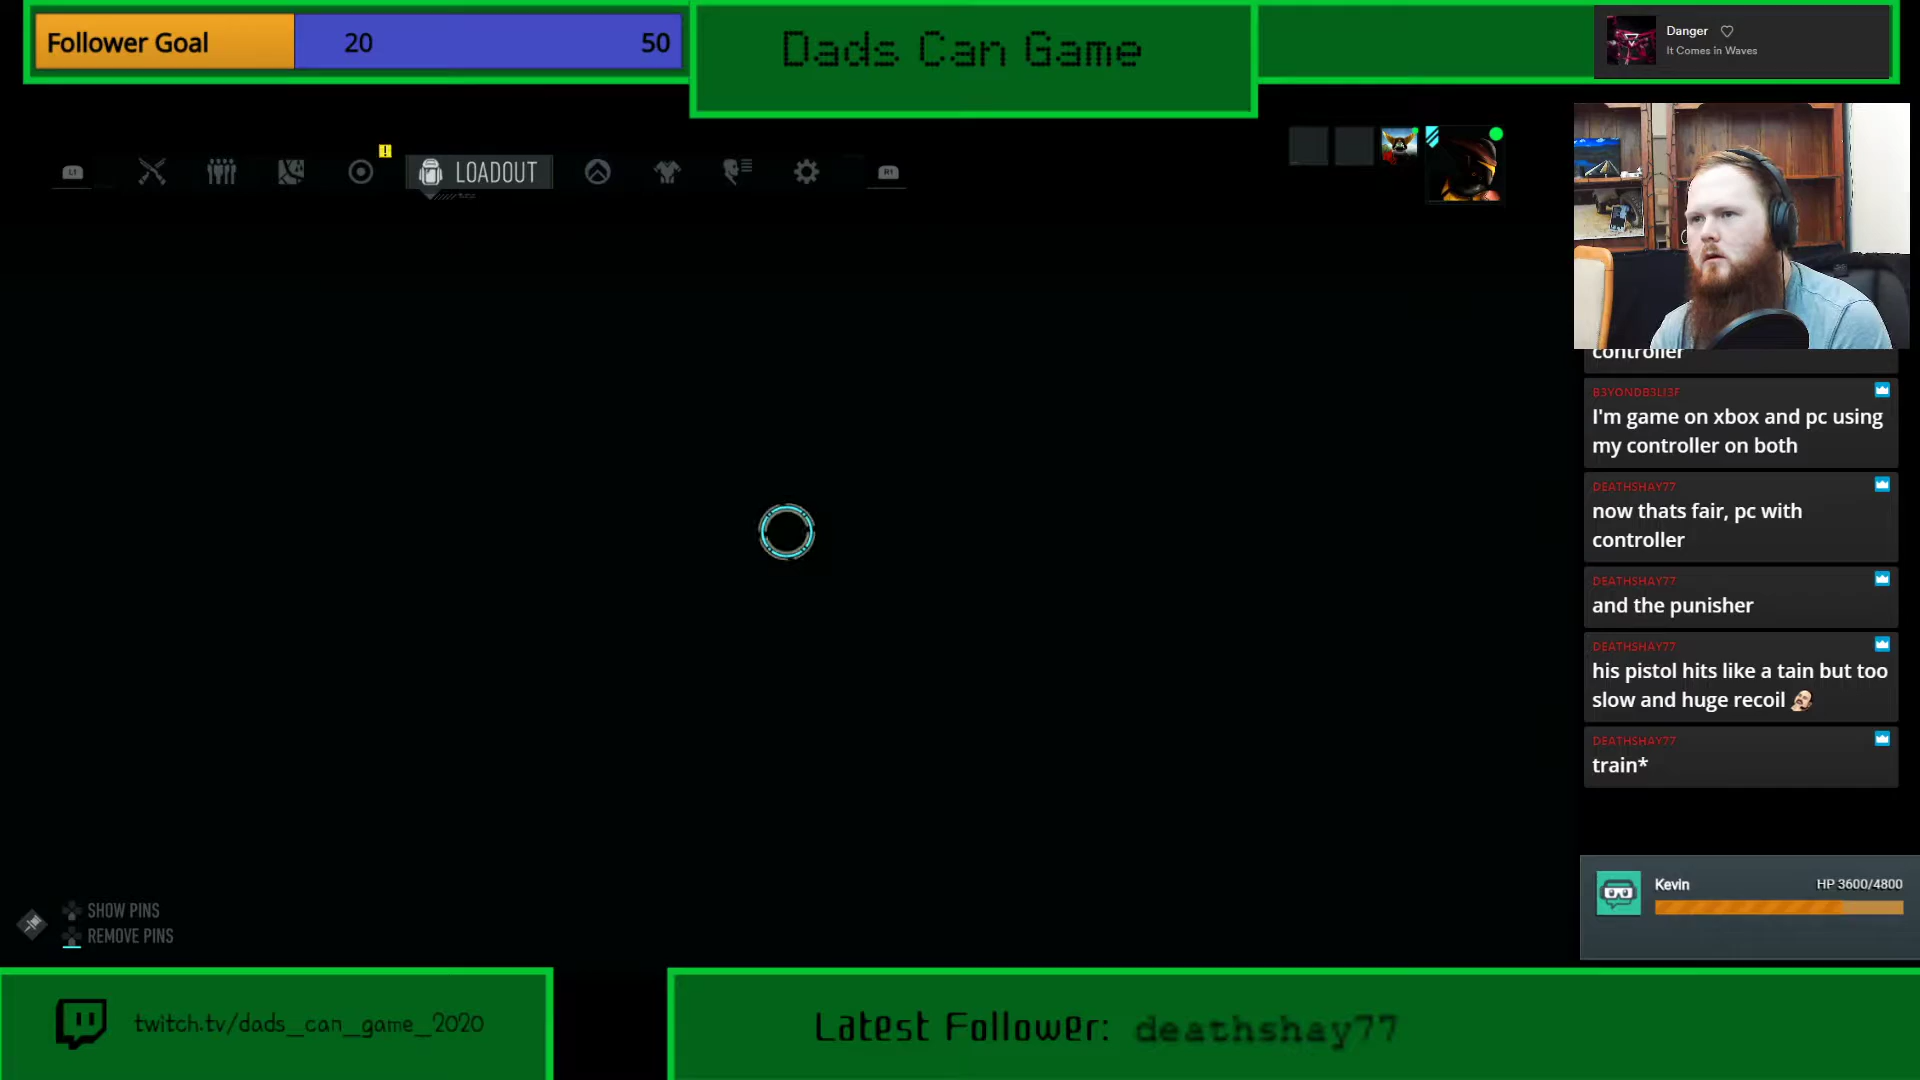 Follower Goal 20 50
Dads Can Game
Danger
It Comes in Waves
L1
LOADOUT
R1
!
controller
B3YONDB3LI3F
I'm game on xbox and pc using
my controller on both
DEATHSHAY77
now thats fair, pc with
controller
DEATHSHAY77
and the punisher
DEATHSHAY77
his pistol hits like a tain but too
slow and huge recoil
DEATHSHAY77
train*
Kevin HP 3600/4800
SHOW PINS
REMOVE PINS
twitch.tv/dads_can_game_2020
Latest Follower: deathshay77